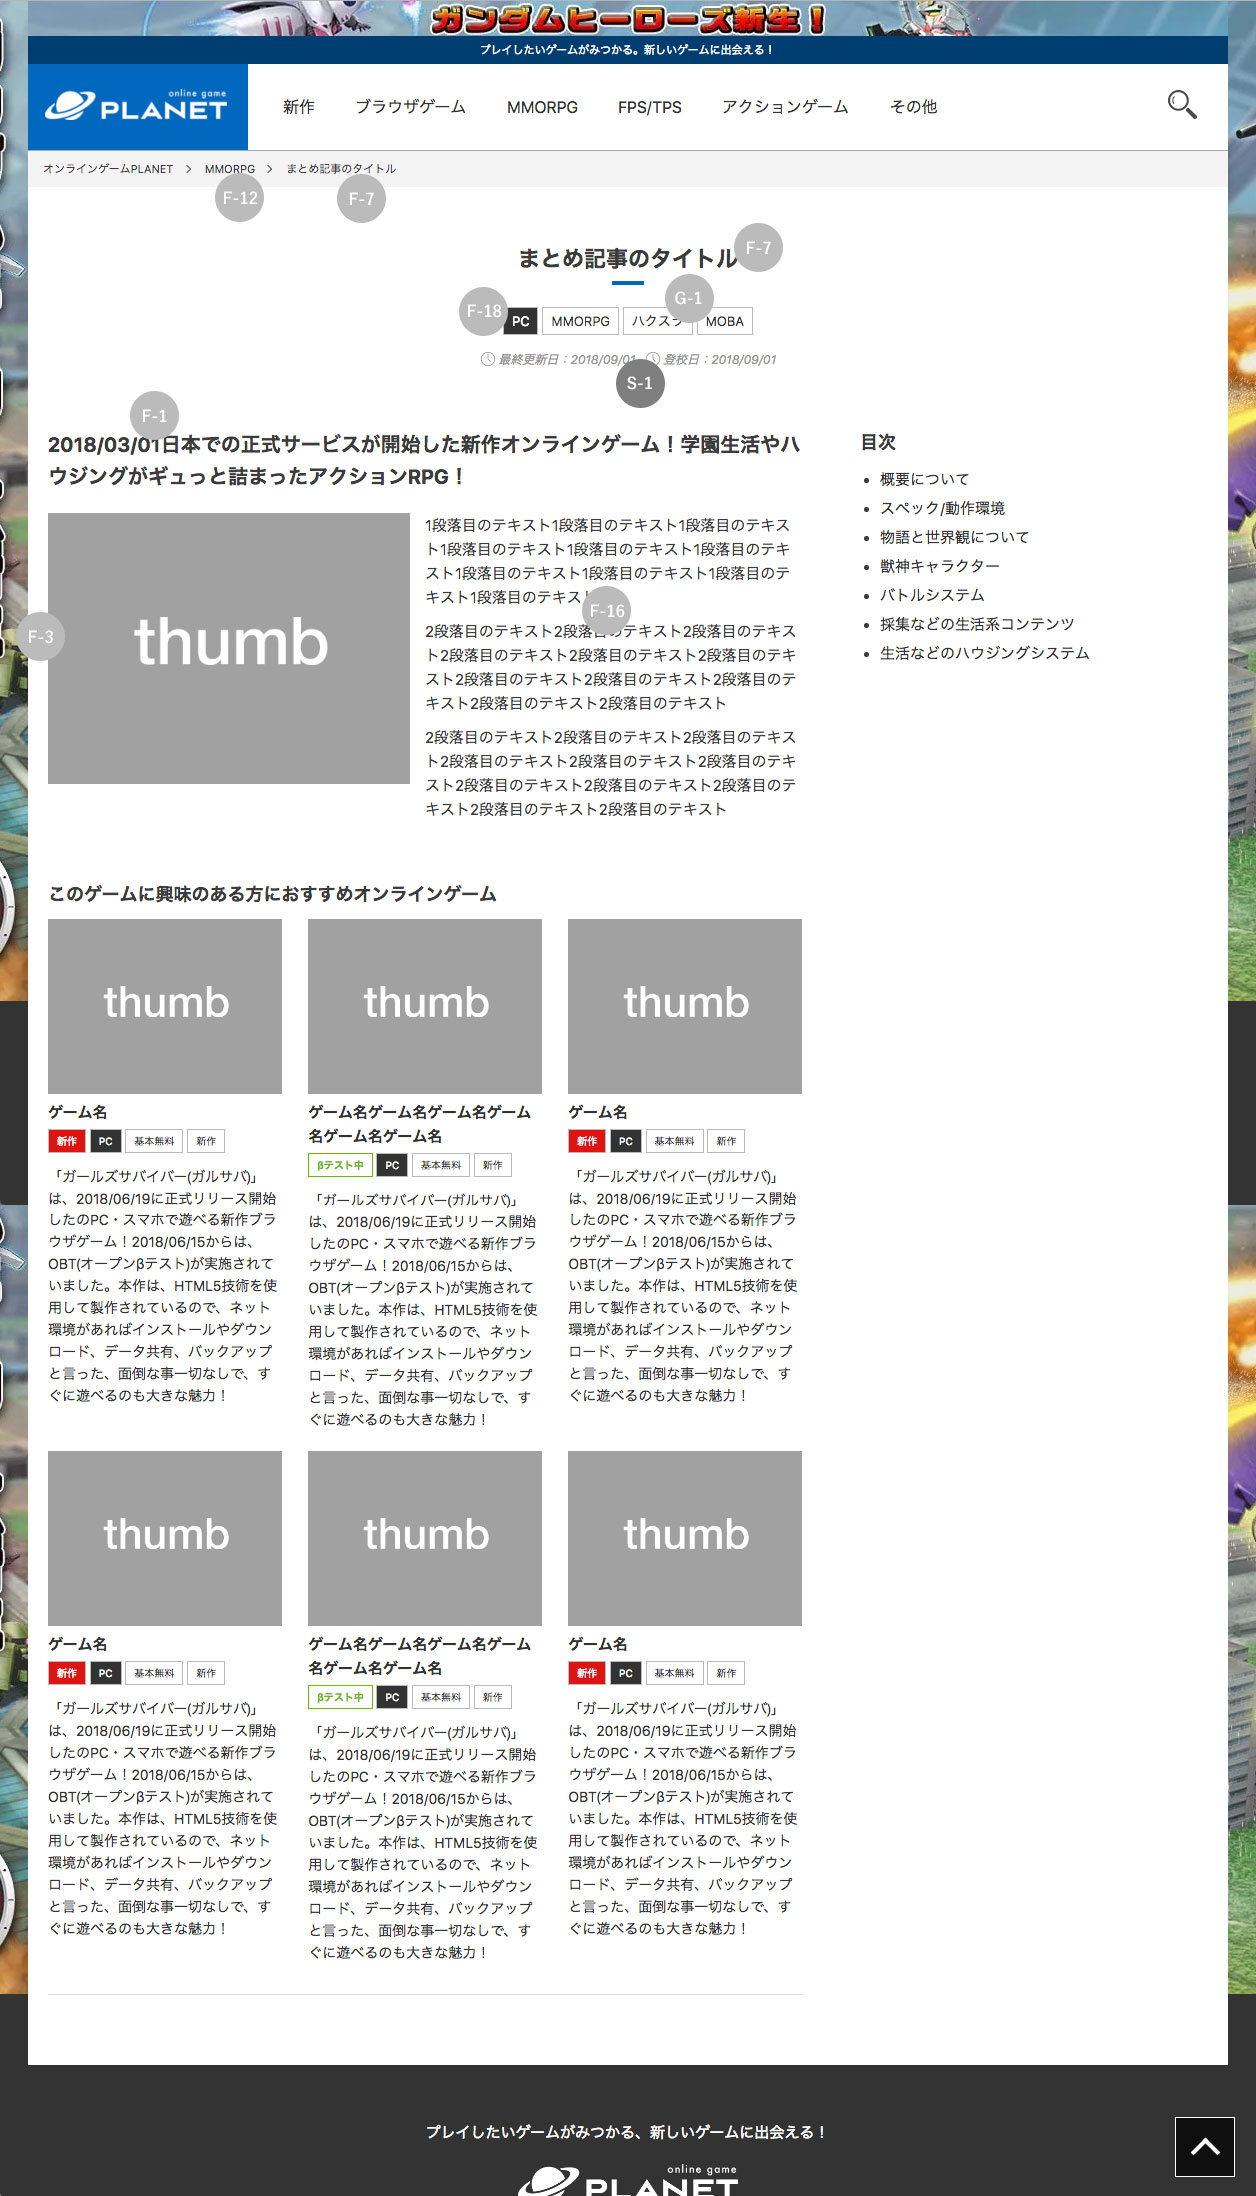 ガンダムヒーローズ新生！
プレイしたいゲームがみつかる。新しいゲームに出会える！
online game
PLANET
新作 ブラウザゲーム MMORPG FPS/TPS アクションゲーム その他
オンラインゲームPLANET > MMORPG > まとめ記事のタイトル
F-12 F-7
まとめ記事のタイトル F-7
G-1
F-18 PC MMORPG ハクスラ MOBA
最終更新日：2018/09/01 登校日：2018/09/01
S-1
F-1
2018/03/01日本での正式サービスが開始した新作オンラインゲーム！学園生活やハ
ウジングがギュっと詰まったアクションRPG！
thumb
F-3
1段落目のテキスト1段落目のテキスト1段落目のテキス
ト1段落目のテキスト1段落目のテキスト1段落目のテキ
スト1段落目のテキスト1段落目のテキスト1段落目のテ
キスト1段落目のテキスト
F-16
2段落目のテキスト2段落目のテキスト2段落目のテキス
ト2段落目のテキスト2段落目のテキスト2段落目のテキ
スト2段落目のテキスト2段落目のテキスト2段落目のテ
キスト2段落目のテキスト2段落目のテキスト
2段落目のテキスト2段落目のテキスト2段落目のテキス
ト2段落目のテキスト2段落目のテキスト2段落目のテキ
スト2段落目のテキスト2段落目のテキスト2段落目のテ
キスト2段落目のテキスト2段落目のテキスト
目次
概要について
スペック/動作環境
物語と世界観について
獣神キャラクター
バトルシステム
採集などの生活系コンテンツ
生活などのハウジングシステム
このゲームに興味のある方におすすめオンラインゲーム
thumb
ゲーム名
新作 PC 基本無料 新作
「ガールズサバイバー(ガルサバ)」
は、2018/06/19に正式リリース開始
したのPC・スマホで遊べる新作ブラ
ウザゲーム！2018/06/15からは、
OBT(オープンβテスト)が実施されて
いました。本作は、HTML5技術を使
用して製作されているので、ネット
環境があればインストールやダウン
ロード、データ共有、バックアップ
と言った、面倒な事一切なしで、す
ぐに遊べるのも大きな魅力！
thumb
ゲーム名ゲーム名ゲーム名ゲーム
名ゲーム名ゲーム名
βテスト中 PC 基本無料 新作
「ガールズサバイバー(ガルサバ)」
は、2018/06/19に正式リリース開始
したのPC・スマホで遊べる新作ブラ
ウザゲーム！2018/06/15からは、
OBT(オープンβテスト)が実施されて
いました。本作は、HTML5技術を使
用して製作されているので、ネット
環境があればインストールやダウン
ロード、データ共有、バックアップ
と言った、面倒な事一切なしで、す
ぐに遊べるのも大きな魅力！
thumb
ゲーム名
新作 PC 基本無料 新作
「ガールズサバイバー(ガルサバ)」
は、2018/06/19に正式リリース開始
したのPC・スマホで遊べる新作ブラ
ウザゲーム！2018/06/15からは、
OBT(オープンβテスト)が実施されて
いました。本作は、HTML5技術を使
用して製作されているので、ネット
環境があればインストールやダウン
ロード、データ共有、バックアップ
と言った、面倒な事一切なしで、す
ぐに遊べるのも大きな魅力！
thumb
ゲーム名
新作 PC 基本無料 新作
「ガールズサバイバー(ガルサバ)」
は、2018/06/19に正式リリース開始
したのPC・スマホで遊べる新作ブラ
ウザゲーム！2018/06/15からは、
OBT(オープンβテスト)が実施されて
いました。本作は、HTML5技術を使
用して製作されているので、ネット
環境があればインストールやダウン
ロード、データ共有、バックアップ
と言った、面倒な事一切なしで、す
ぐに遊べるのも大きな魅力！
thumb
ゲーム名ゲーム名ゲーム名ゲーム
名ゲーム名ゲーム名
βテスト中 PC 基本無料 新作
「ガールズサバイバー(ガルサバ)」
は、2018/06/19に正式リリース開始
したのPC・スマホで遊べる新作ブラ
ウザゲーム！2018/06/15からは、
OBT(オープンβテスト)が実施されて
いました。本作は、HTML5技術を使
用して製作されているので、ネット
環境があればインストールやダウン
ロード、データ共有、バックアップ
と言った、面倒な事一切なしで、す
ぐに遊べるのも大きな魅力！
thumb
ゲーム名
新作 PC 基本無料 新作
「ガールズサバイバー(ガルサバ)」
は、2018/06/19に正式リリース開始
したのPC・スマホで遊べる新作ブラ
ウザゲーム！2018/06/15からは、
OBT(オープンβテスト)が実施されて
いました。本作は、HTML5技術を使
用して製作されているので、ネット
環境があればインストールやダウン
ロード、データ共有、バックアップ
と言った、面倒な事一切なしで、す
ぐに遊べるのも大きな魅力！
プレイしたいゲームがみつかる、新しいゲームに出会える！
online game
PLANET